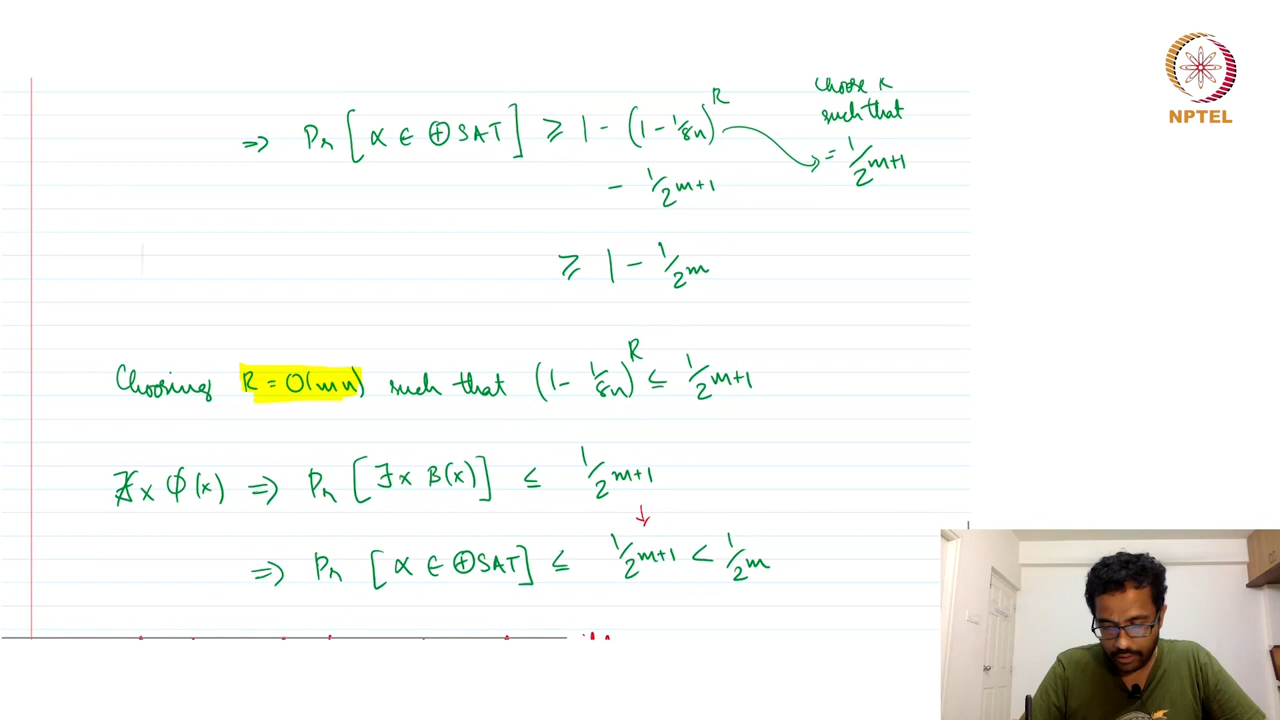 choose R
such that
⇒ Pr [ α ∈ ⊕SAT ] ≥ 1 - (1 - 1/8n)^R → = 1/2^{m+1}
- 1/2^{m+1}
≥ 1 - 1/2^m
Choosing R = O(mn) such that (1 - 1/8n)^R ≤ 1/2^{m+1}
∄x φ(x) ⇒ Pr [ ∃x β(x) ] ≤ 1/2^{m+1}
↓
⇒ Pr [ α ∈ ⊕SAT ] ≤ 1/2^{m+1} < 1/2^m
NPTEL